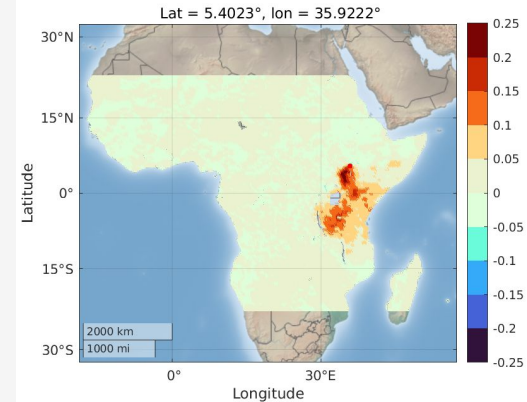 Lat = 5.4023°, lon = 35.9222°
30°N
15°N
0°
15°S
30°S
Latitude
2000 km
1000 mi
0°
30°E
Longitude
0.25
0.2
0.15
0.1
0.05
0
-0.05
-0.1
-0.15
-0.2
-0.25